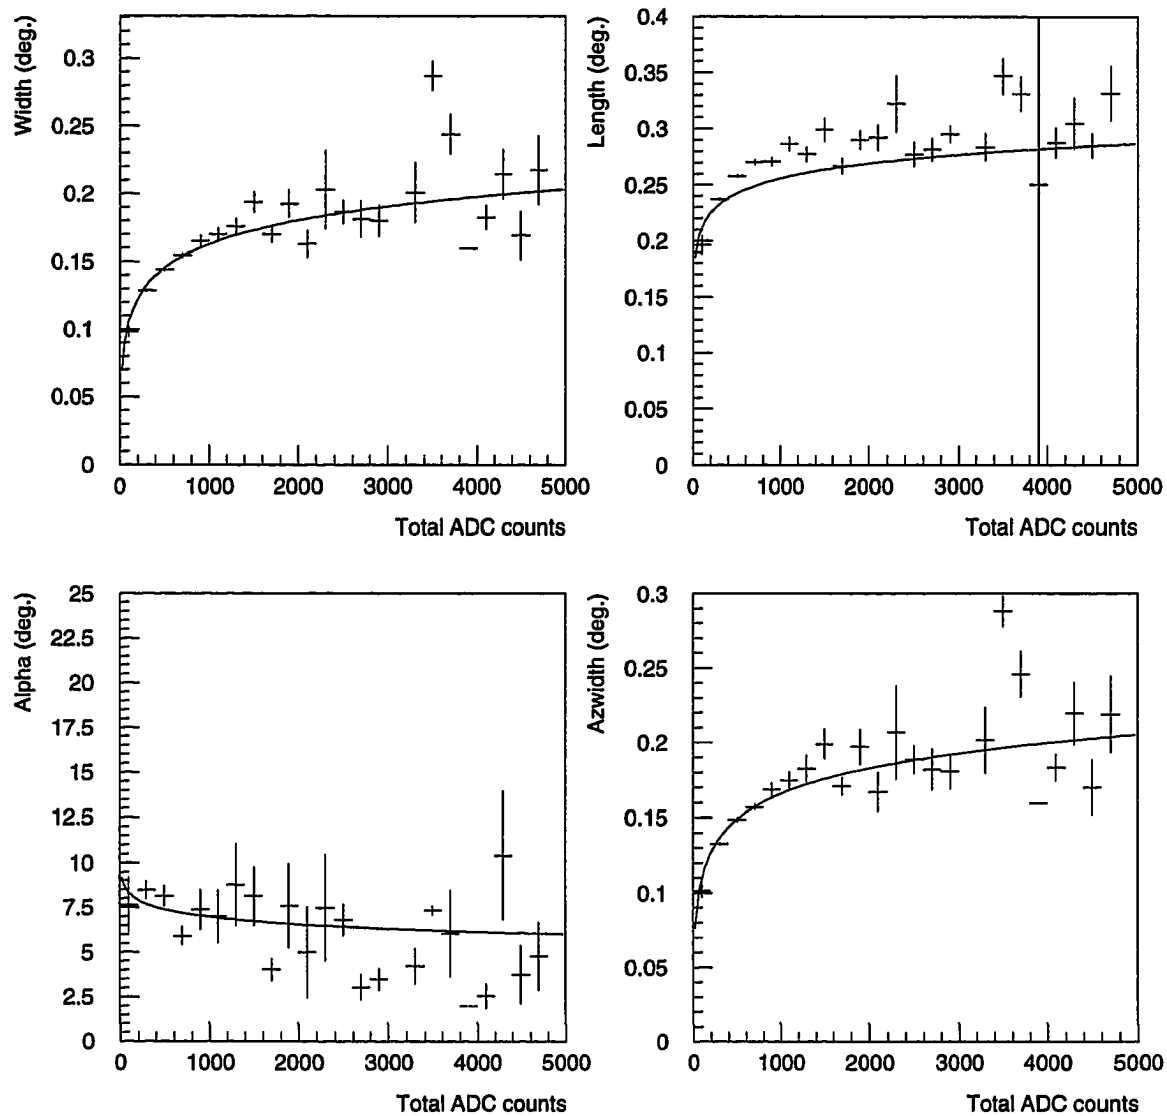 Width (deg.)
0.3
0.25
0.2
0.15
0.1
0.05
0
0 1000 2000 3000 4000 5000
Total ADC counts
Length (deg.)
0.4
0.35
0.3
0.25
0.2
0.15
0.1
0.05
0
0 1000 2000 3000 4000 5000
Total ADC counts
Alpha (deg.)
25
22.5
20
17.5
15
12.5
10
7.5
5
2.5
0
0 1000 2000 3000 4000 5000
Total ADC counts
Azwidth (deg.)
0.3
0.25
0.2
0.15
0.1
0.05
0
0 1000 2000 3000 4000 5000
Total ADC counts